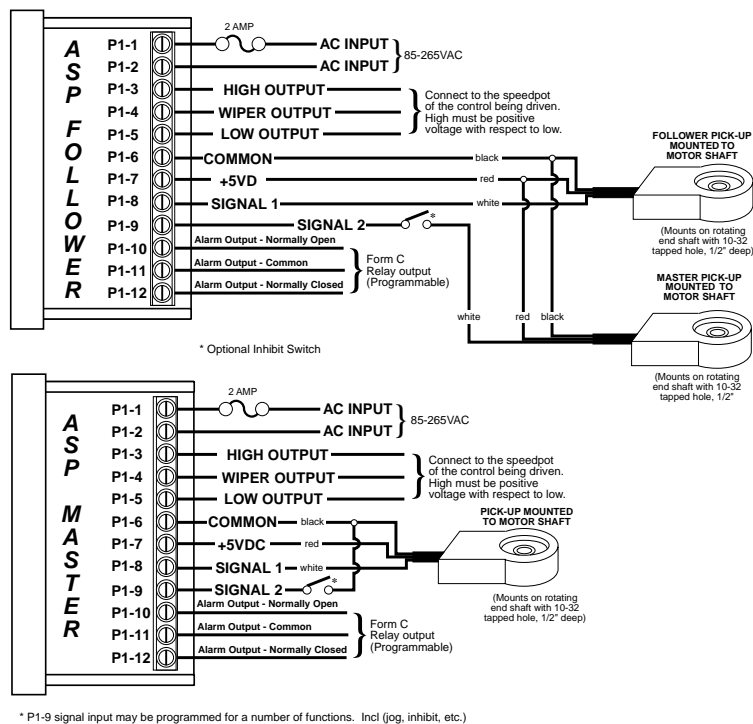 ASP FOLLOWER
2 AMP
P1-1 AC INPUT
P1-2 AC INPUT
85-265VAC
P1-3 HIGH OUTPUT
P1-4 WIPER OUTPUT
P1-5 LOW OUTPUT
Connect to the speedpot
of the control being driven.
High must be positive
voltage with respect to low.
P1-6 COMMON black
P1-7 +5VD red
P1-8 SIGNAL 1 white
P1-9 SIGNAL 2 *
P1-10 Alarm Output - Normally Open
P1-11 Alarm Output - Common
P1-12 Alarm Output - Normally Closed
Form C
Relay output
(Programmable)
FOLLOWER PICK-UP
MOUNTED TO
MOTOR SHAFT
(Mounts on rotating
end shaft with 10-32
tapped hole, 1/2" deep)
MASTER PICK-UP
MOUNTED TO
MOTOR SHAFT
white red black
(Mounts on rotating
end shaft with 10-32
tapped hole, 1/2"
* Optional Inhibit Switch
ASP MASTER
2 AMP
P1-1 AC INPUT
P1-2 AC INPUT
85-265VAC
P1-3 HIGH OUTPUT
P1-4 WIPER OUTPUT
P1-5 LOW OUTPUT
Connect to the speedpot
of the control being driven.
High must be positive
voltage with respect to low.
P1-6 COMMON black
P1-7 +5VDC red
P1-8 SIGNAL 1 white
P1-9 SIGNAL 2 *
P1-10 Alarm Output - Normally Open
P1-11 Alarm Output - Common
P1-12 Alarm Output - Normally Closed
Form C
Relay output
(Programmable)
PICK-UP MOUNTED
TO MOTOR SHAFT
(Mounts on rotating
end shaft with 10-32
tapped hole, 1/2" deep)
* P1-9 signal input may be programmed for a number of functions. Incl (jog, inhibit, etc.)